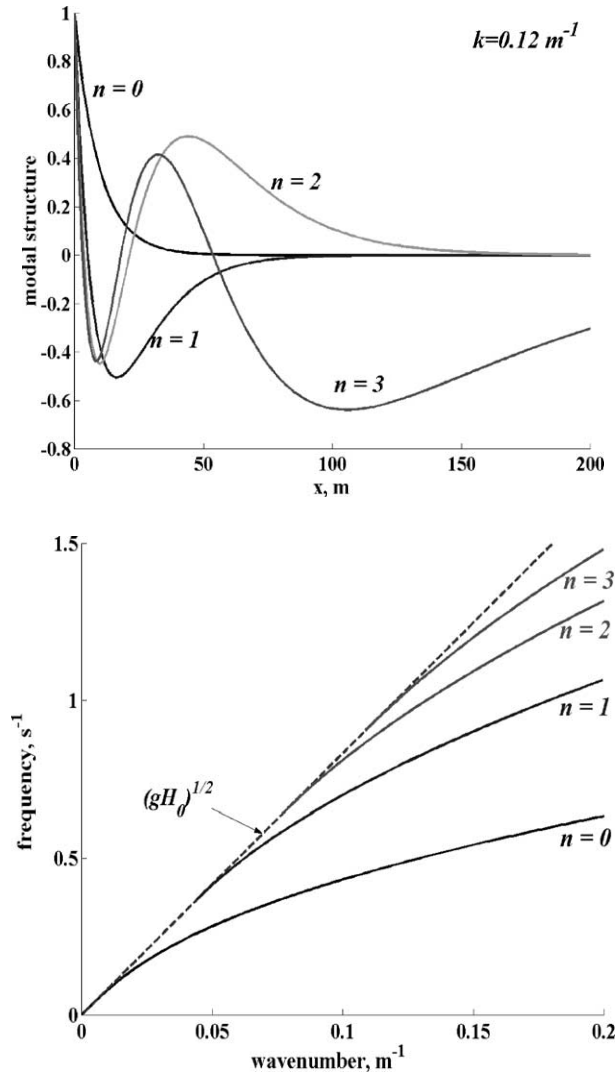 1
0.8
0.6
0.4
0.2
0
-0.2
-0.4
-0.6
-0.8
modal structure
k=0.12 m⁻¹
n = 0
n = 2
n = 1
n = 3
0 50 100 150 200
x, m
1.5
1
0.5
0
frequency, s⁻¹
n = 3
n = 2
n = 1
(gH₀)¹/²
n = 0
0 0.05 0.1 0.15 0.2
wavenumber, m⁻¹